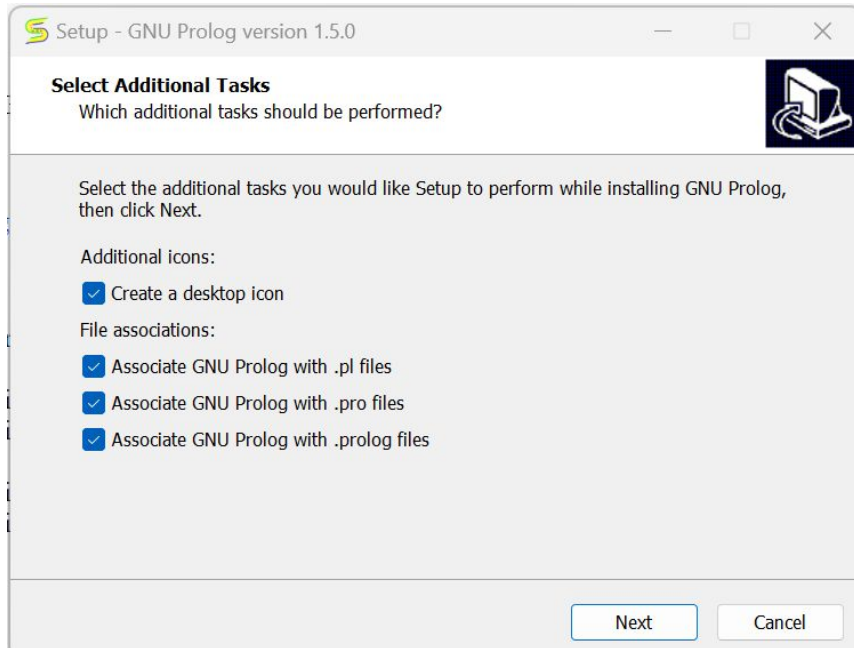 Setup - GNU Prolog version 1.5.0
Select Additional Tasks
Which additional tasks should be performed?
Select the additional tasks you would like Setup to perform while installing GNU Prolog,
then click Next.
Additional icons:
Create a desktop icon
File associations:
Associate GNU Prolog with .pl files
Associate GNU Prolog with .pro files
Associate GNU Prolog with .prolog files
Next
Cancel